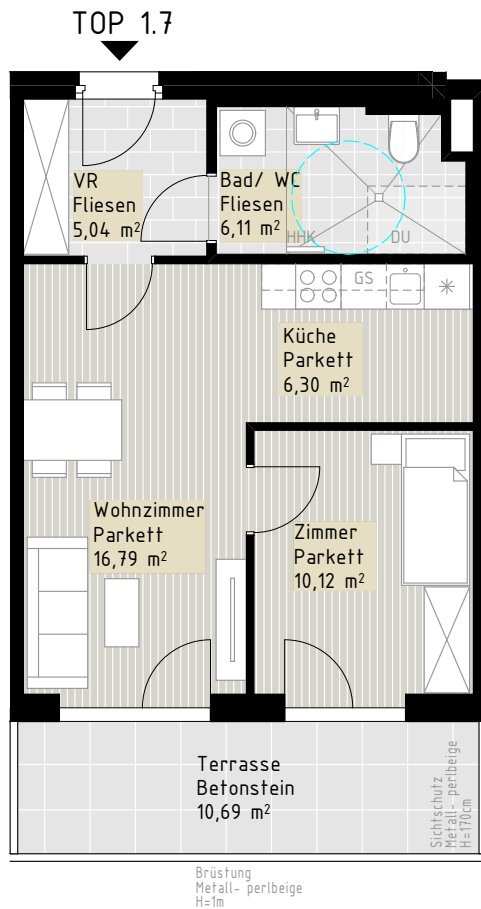 TOP 1.7
VR
Fliesen
5,04 m²
Bad/ WC
Fliesen
6,11 m²
HHK
DU
GS
Küche
Parkett
6,30 m²
Wohnzimmer
Parkett
16,79 m²
Zimmer
Parkett
10,12 m²
Terrasse
Betonstein
10,69 m²
Sichtschutz
Metall- perlbeige
H=170cm
Brüstung
Metall- perlbeige
H=1m